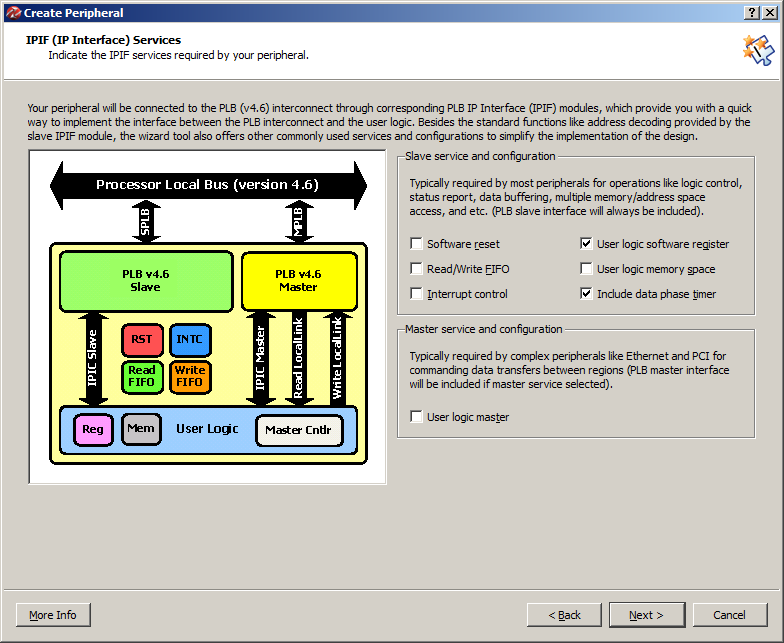 Create Peripheral
IPIF (IP Interface) Services
Indicate the IPIF services required by your peripheral.
Your peripheral will be connected to the PLB (v4.6) interconnect through corresponding PLB IP Interface (IPIF) modules, which provide you with a quick
way to implement the interface between the PLB interconnect and the user logic. Besides the standard functions like address decoding provided by the
slave IPIF module, the wizard tool also offers other commonly used services and configurations to simplify the implementation of the design.
Processor Local Bus (version 4.6)
SPLB
MPLB
PLB v4.6
Slave
PLB v4.6
Master
IPIC Slave
RST
INTC
Read
FIFO
Write
FIFO
IPIC Master
Read LocalLink
Write LocalLink
Reg
Mem
User Logic
Master Cntlr
Slave service and configuration
Typically required by most peripherals for operations like logic control,
status report, data buffering, multiple memory/address space
access, and etc. (PLB slave interface will always be included).
Software reset
User logic software register
Read/Write FIFO
User logic memory space
Interrupt control
Include data phase timer
Master service and configuration
Typically required by complex peripherals like Ethernet and PCI for
commanding data transfers between regions (PLB master interface
will be included if master service selected).
User logic master
More Info
< Back
Next >
Cancel